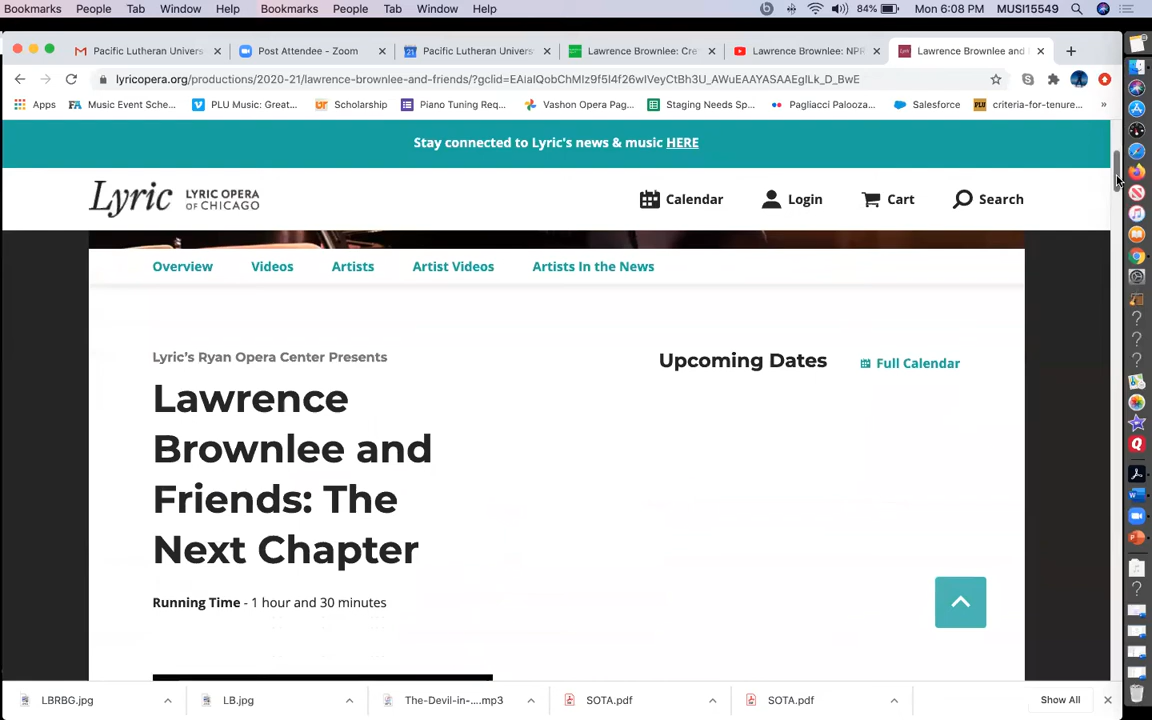 Bookmarks People Tab Window Help Bookmarks People Tab Window Help 84% Mon 6:08 PM MUSI15549
Pacific Lutheran Univers Post Attendee - Zoom Pacific Lutheran Univers Lawrence Brownlee: Cre Lawrence Brownlee: NPR Lawrence Brownlee and
lyricopera.org/productions/2020-21/lawrence-brownlee-and-friends/?gclid=EAIaIQobChMIz9f5l4f26wIVeyCtBh3U_AWuEAAYASAAEgILk_D_BwE
Apps Music Event Sche... PLU Music: Great... Scholarship Piano Tuning Req... Vashon Opera Pag... Staging Needs Sp... Pagliacci Palooza... Salesforce criteria-for-tenure... »
Stay connected to Lyric's news & music HERE
Lyric LYRIC OPERA OF CHICAGO Calendar Login Cart Search
Overview Videos Artists Artist Videos Artists In the News
Lyric's Ryan Opera Center Presents
Upcoming Dates Full Calendar
Lawrence
Brownlee and
Friends: The
Next Chapter
Running Time - 1 hour and 30 minutes
LBRBG.jpg LB.jpg The-Devil-in-....mp3 SOTA.pdf SOTA.pdf Show All